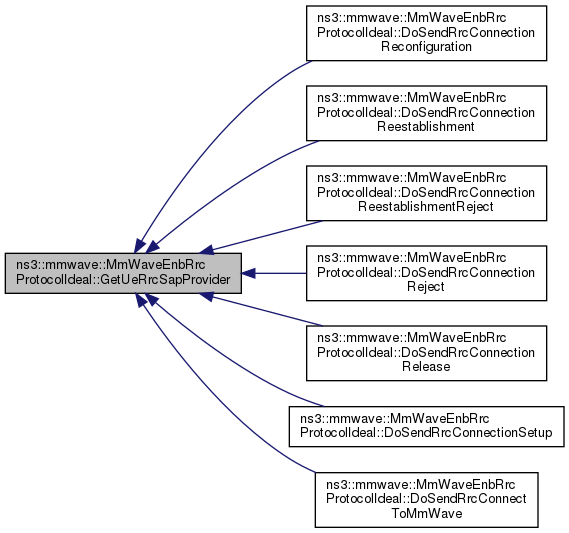 ns3::mmwave::MmWaveEnbRrc
ProtocolIdeal::DoSendRrcConnection
Reconfiguration
ns3::mmwave::MmWaveEnbRrc
ProtocolIdeal::DoSendRrcConnection
Reestablishment
ns3::mmwave::MmWaveEnbRrc
ProtocolIdeal::DoSendRrcConnection
ReestablishmentReject
ns3::mmwave::MmWaveEnbRrc
ProtocolIdeal::GetUeRrcSapProvider
ns3::mmwave::MmWaveEnbRrc
ProtocolIdeal::DoSendRrcConnection
Reject
ns3::mmwave::MmWaveEnbRrc
ProtocolIdeal::DoSendRrcConnection
Release
ns3::mmwave::MmWaveEnbRrc
ProtocolIdeal::DoSendRrcConnectionSetup
ns3::mmwave::MmWaveEnbRrc
ProtocolIdeal::DoSendRrcConnect
ToMmWave